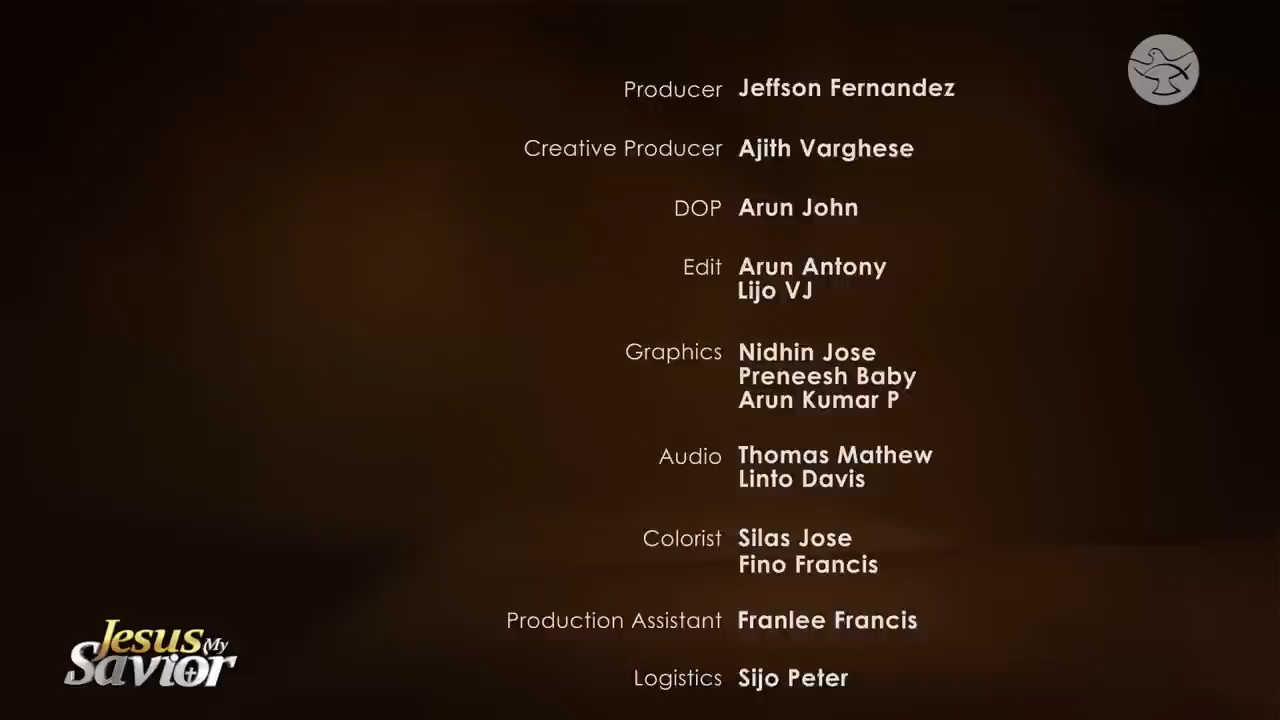 Producer Jeffson Fernandez
Creative Producer Ajith Varghese
DOP Arun John
Edit Arun Antony
Lijo VJ
Graphics Nidhin Jose
Preneesh Baby
Arun Kumar P
Audio Thomas Mathew
Linto Davis
Colorist Silas Jose
Fino Francis
Production Assistant Franlee Francis
Logistics Sijo Peter
Jesus My
Savior